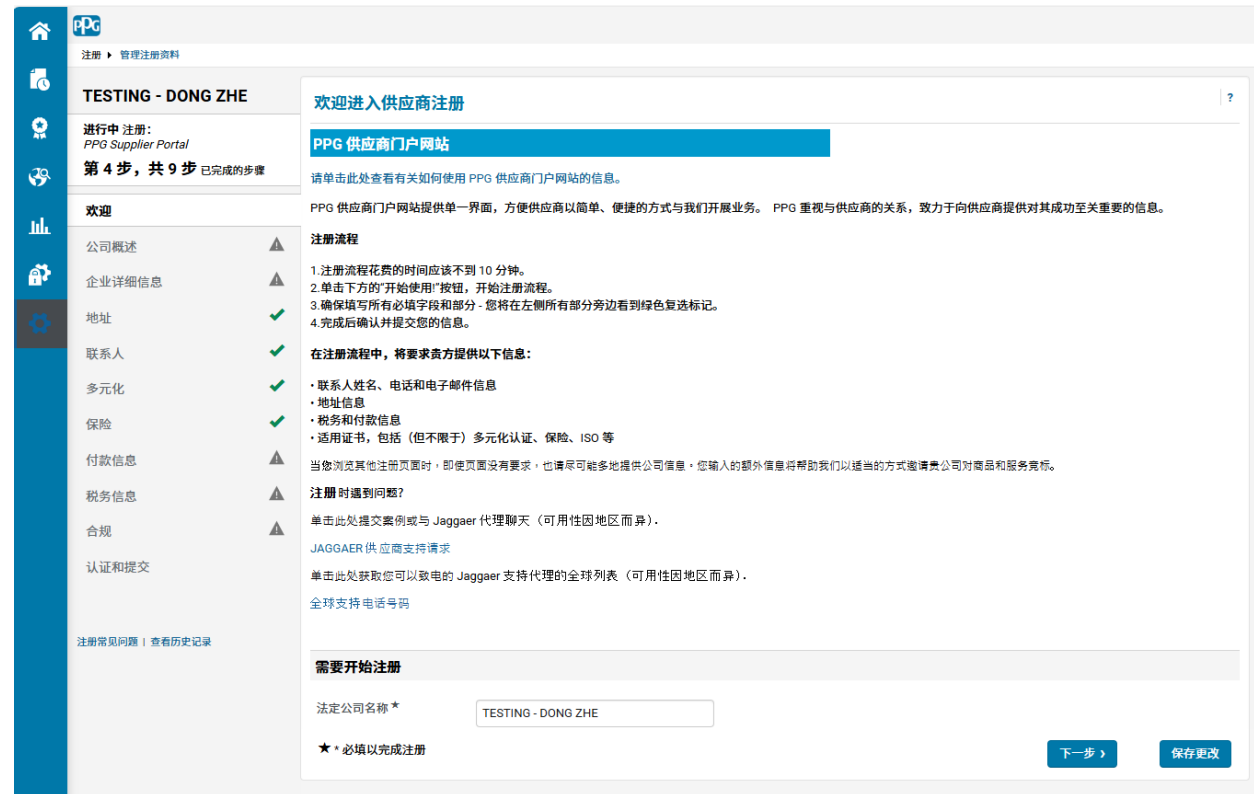 PPG
注册 ▸ 管理注册资料
TESTING - DONG ZHE
进行中 注册：
PPG Supplier Portal
第 4 步，共 9 步 已完成的步骤
欢迎
公司概述
企业详细信息
地址
联系人
多元化
保险
付款信息
税务信息
合规
认证和提交
注册常见问题 | 查看历史记录
欢迎进入供应商注册
?
PPG 供应商门户网站
请单击此处查看有关如何使用 PPG 供应商门户网站的信息。
PPG 供应商门户网站提供单一界面，方便供应商以简单、便捷的方式与我们开展业务。 PPG 重视与供应商的关系，致力于向供应商提供对其成功至关重要的信息。
注册流程
1.注册流程花费的时间应该不到 10 分钟。
2.单击下方的"开始使用!"按钮，开始注册流程。
3.确保填写所有必填字段和部分 - 您将在左侧所有部分旁边看到绿色复选标记。
4.完成后确认并提交您的信息。
在注册流程中，将要求贵方提供以下信息：
· 联系人姓名、电话和电子邮件信息
· 地址信息
· 税务和付款信息
· 适用证书，包括（但不限于）多元化认证、保险、ISO 等
当您浏览其他注册页面时，即使页面没有要求，也请尽可能多地提供公司信息。您输入的额外信息将帮助我们以适当的方式邀请贵公司对商品和服务竞标。
注册时遇到问题?
单击此处提交案例或与 Jaggaer 代理聊天（可用性因地区而异）.
JAGGAER 供应商支持请求
单击此处获取您可以致电的 Jaggaer 支持代理的全球列表（可用性因地区而异）.
全球支持电话号码
需要开始注册
法定公司名称 ★
TESTING - DONG ZHE
★ * 必填以完成注册
下一步 ›
保存更改